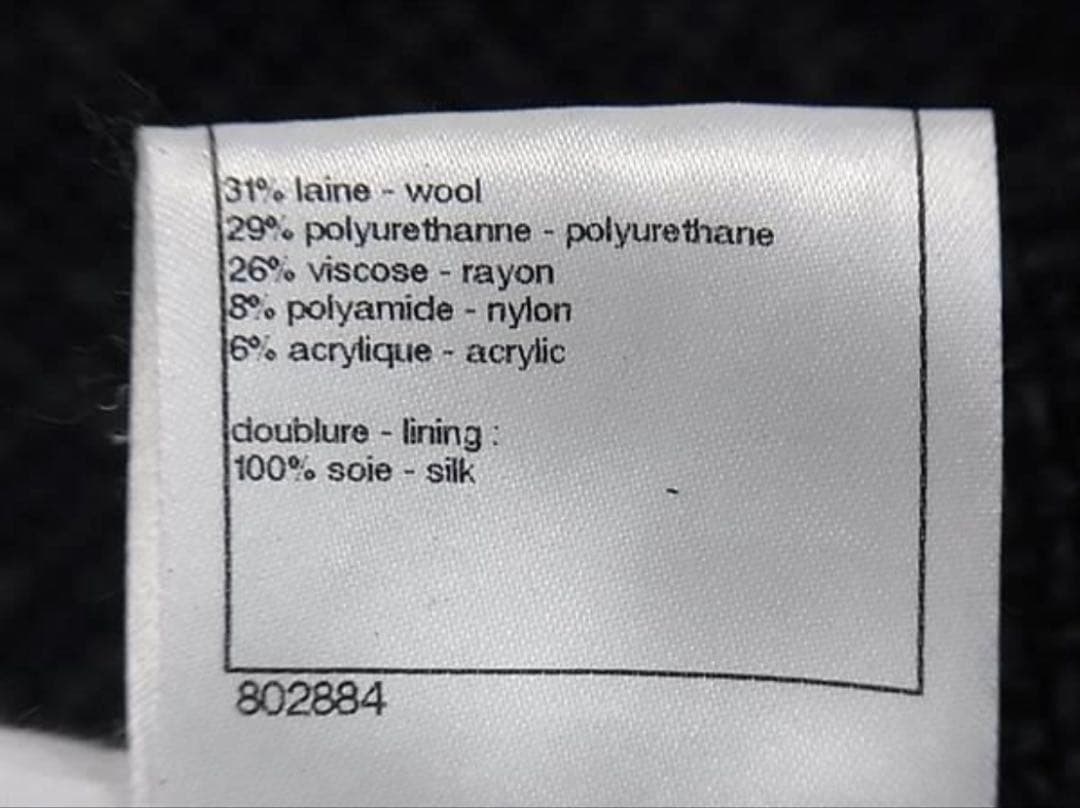 31% laine - wool
29% polyurethanne - polyurethane
26% viscose - rayon
8% polyamide - nylon
6% acrylique - acrylic
doublure - lining :
100% soie - silk
802884